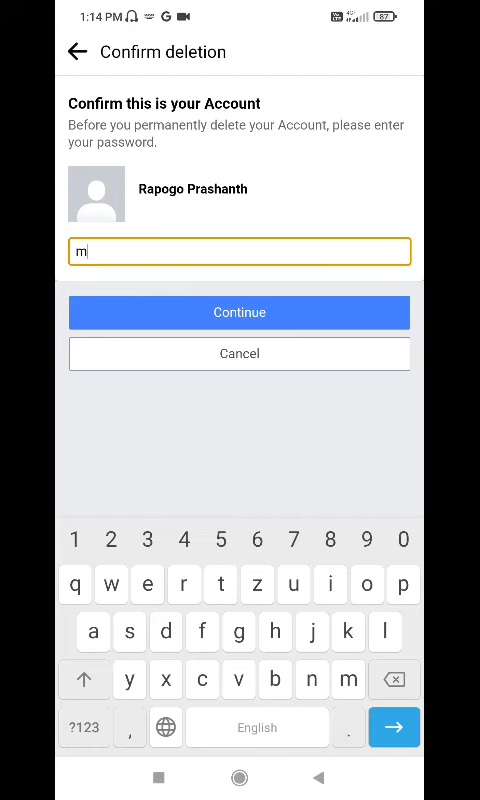 1:14 PM
87
Confirm deletion
Confirm this is your Account
Before you permanently delete your Account, please enter
your password.
Rapogo Prashanth
m
Continue
Cancel
1 2 3 4 5 6 7 8 9 0
q w e r t z u i o p
a s d f g h j k l
y x c v b n m
?123 , English .